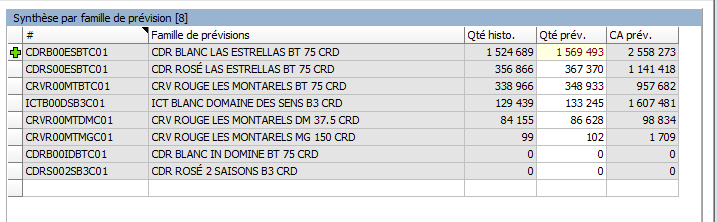 Synthèse par famille de prévision [8]
# Famille de prévisions Qté histo. Qté prév. CA prév.
CDRB00ESBTC01 CDR BLANC LAS ESTRELLAS BT 75 CRD 1 524 689 1 569 493 2 558 273
CDRS00ESBTC01 CDR ROSÉ LAS ESTRELLAS BT 75 CRD 356 866 367 370 1 141 418
CRVR00MTBTC01 CRV ROUGE LES MONTARELS BT 75 CRD 338 966 348 933 957 682
ICTB00DSB3C01 ICT BLANC DOMAINE DES SENS B3 CRD 129 439 133 245 1 607 481
CRVR00MTDMC01 CRV ROUGE LES MONTARELS DM 37.5 CRD 84 155 86 628 98 834
CRVR00MTMGC01 CRV ROUGE LES MONTARELS MG 150 CRD 99 102 1 709
CDRB00IDBTC01 CDR BLANC IN DOMINE BT 75 CRD 0 0 0
CDRS002SB3C01 CDR ROSÉ 2 SAISONS B3 CRD 0 0 0